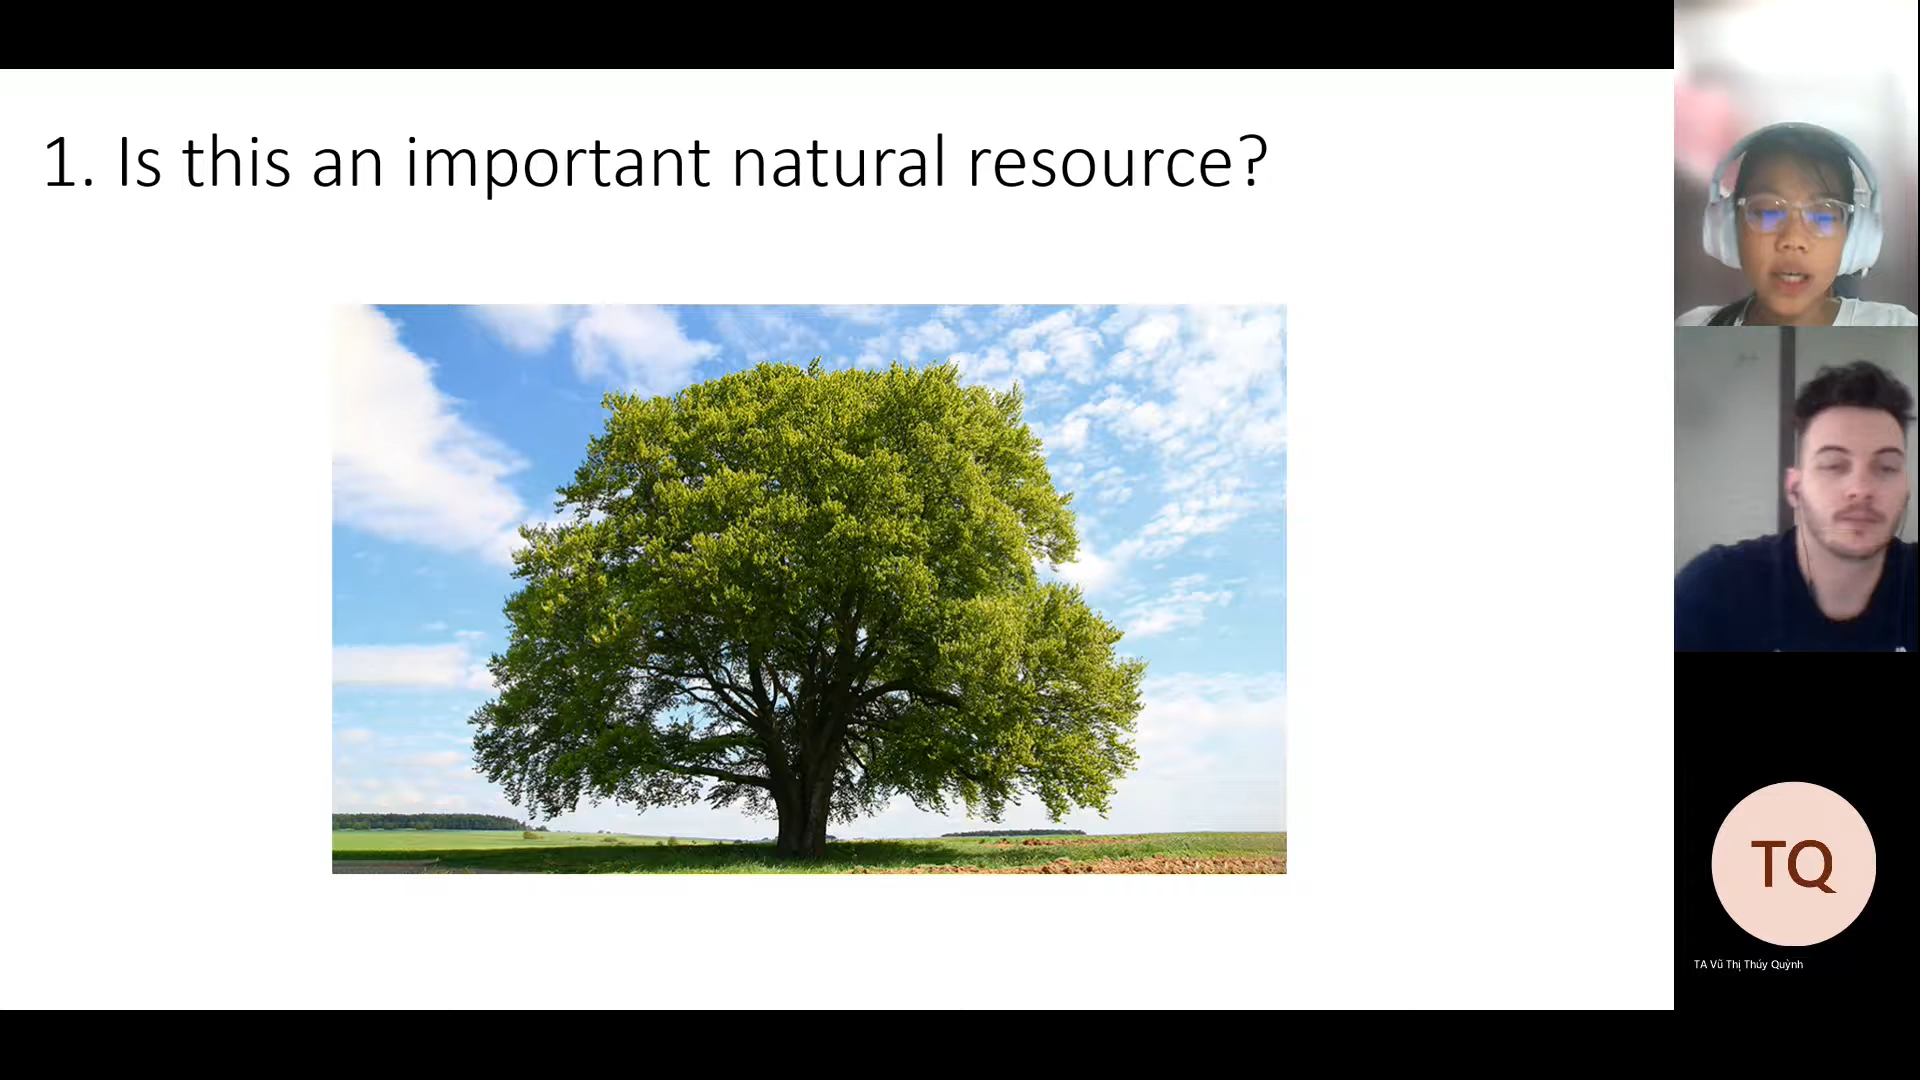 1. Is this an important natural resource?
TQ
TA Vũ Thị Thúy Quỳnh